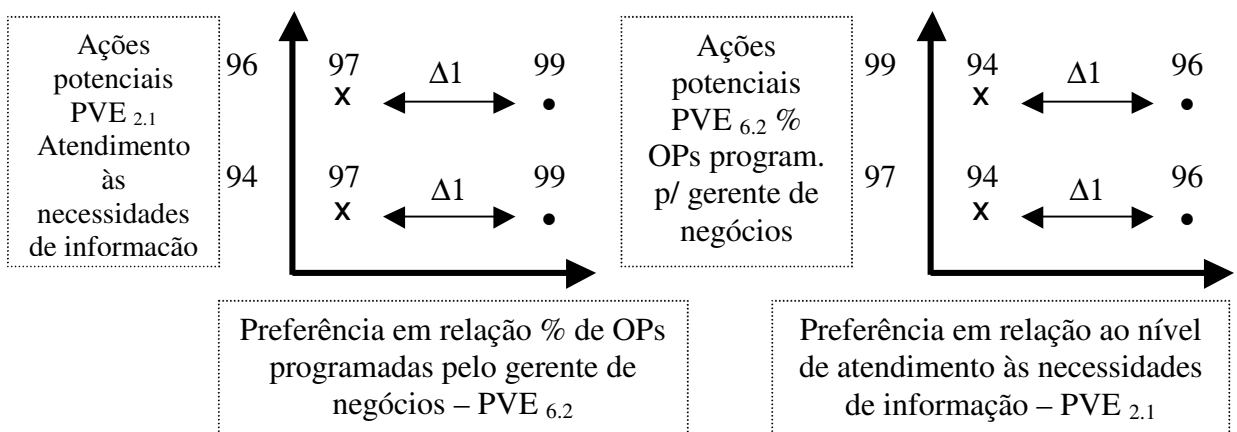 Ações
potenciais
PVE 2.1
Atendimento
às
necessidades
de informacão
96
97
Δ1
99
x
94
97
Δ1
99
x
Preferência em relação % de OPs
programadas pelo gerente de
negócios – PVE 6.2
Ações
potenciais
PVE 6.2 %
OPs program.
p/ gerente de
negócios
99
94
Δ1
96
x
97
94
Δ1
96
x
Preferência em relação ao nível
de atendimento às necessidades
de informação – PVE 2.1